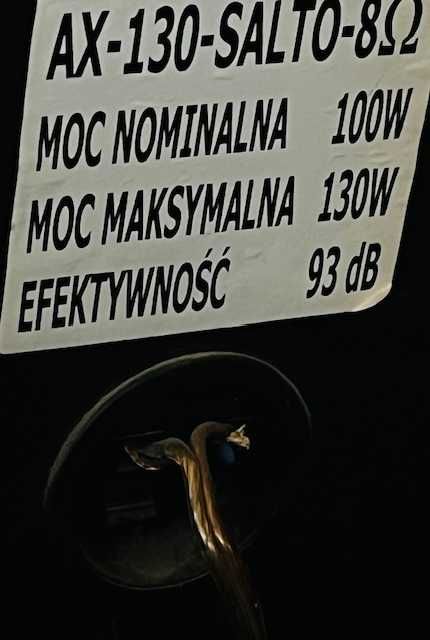 AX-130-SALTO-8Ω
MOC NOMINALNA 100W
MOC MAKSYMALNA 130W
EFEKTYWNOŚĆ 93 dB